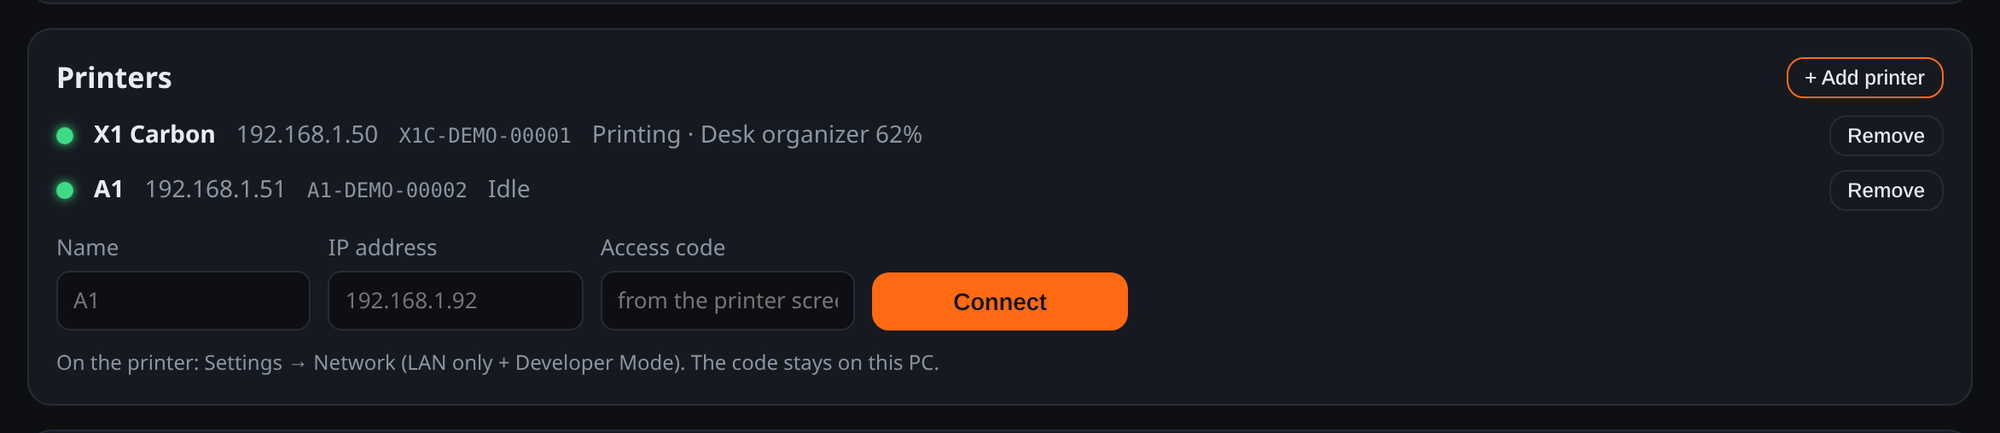 Printers
+ Add printer
X1 Carbon 192.168.1.50 X1C-DEMO-00001 Printing · Desk organizer 62%
Remove
A1 192.168.1.51 A1-DEMO-00002 Idle
Remove
Name IP address Access code
A1 192.168.1.92 from the printer scree Connect
On the printer: Settings → Network (LAN only + Developer Mode). The code stays on this PC.